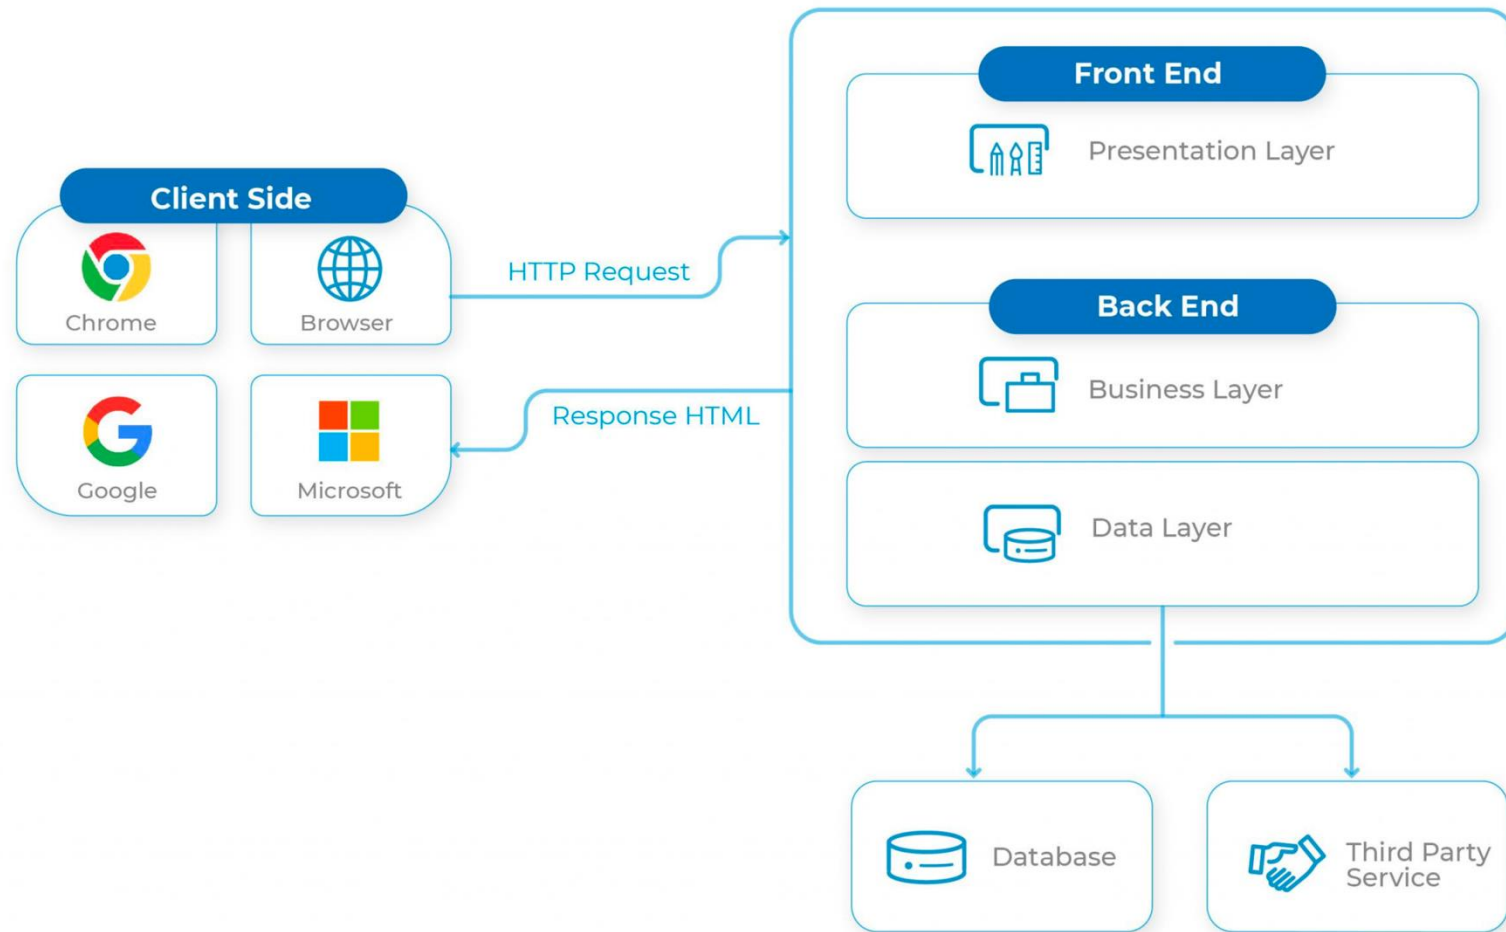 Client Side
Chrome
Browser
Google
Microsoft
HTTP Request
Response HTML
Front End
Presentation Layer
Back End
Business Layer
Data Layer
Database
Third Party
Service